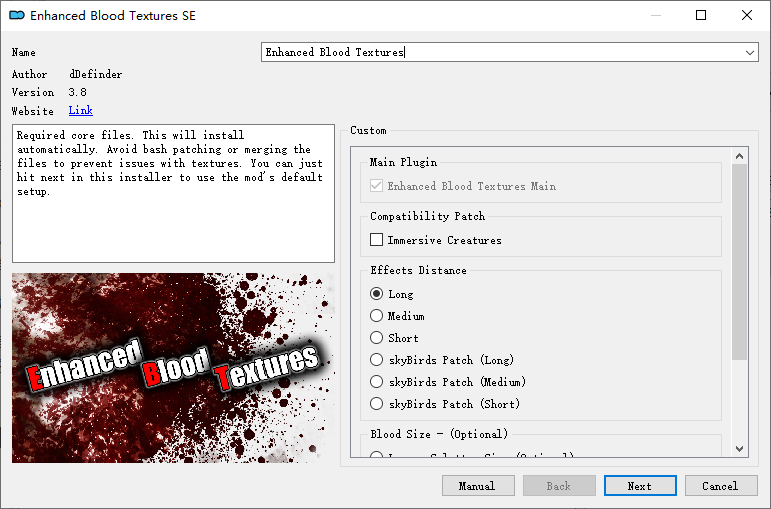 Enhanced Blood Textures SE
Name
Enhanced Blood Textures
Author dDefinder
Version 3.8
Website Link
Required core files. This will install
automatically. Avoid bash patching or merging the
files to prevent issues with textures. You can just
hit next in this installer to use the mod's default
setup.
Enhanced Blood Textures
Custom
Main Plugin
Enhanced Blood Textures Main
Compatibility Patch
Immersive Creatures
Effects Distance
Long
Medium
Short
skyBirds Patch (Long)
skyBirds Patch (Medium)
skyBirds Patch (Short)
Blood Size - (Optional)
Manual
Back
Next
Cancel